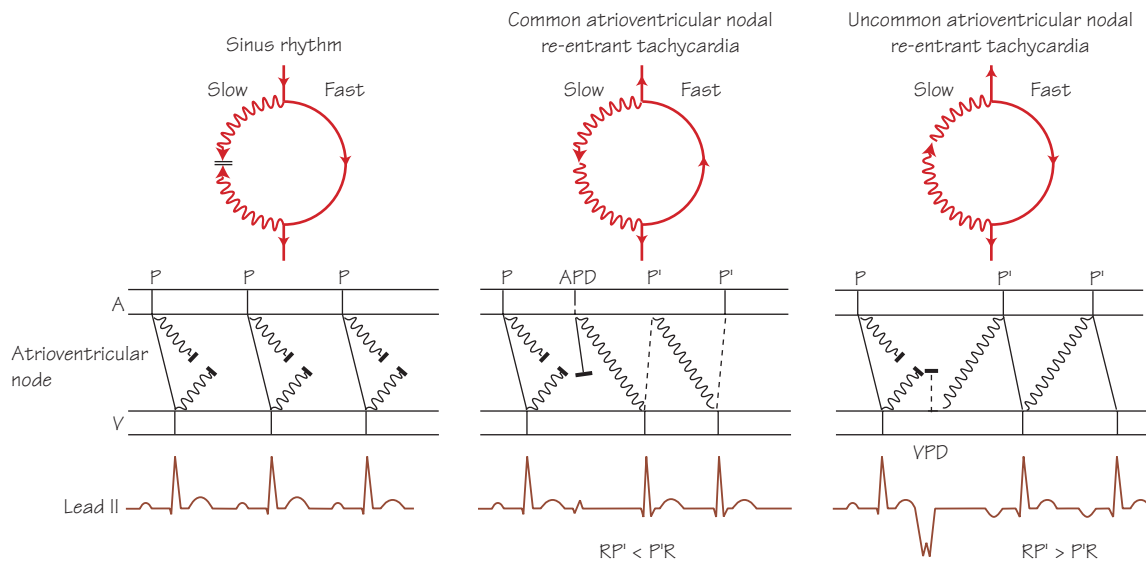 Sinus rhythm
Common atrioventricular nodal
re-entrant tachycardia
Uncommon atrioventricular nodal
re-entrant tachycardia
Slow Fast
Slow Fast
Slow Fast
P P P
P APD P' P'
P P' P'
A
Atrioventricular
node
V
VPD
Lead II
RP' < P'R
RP' > P'R